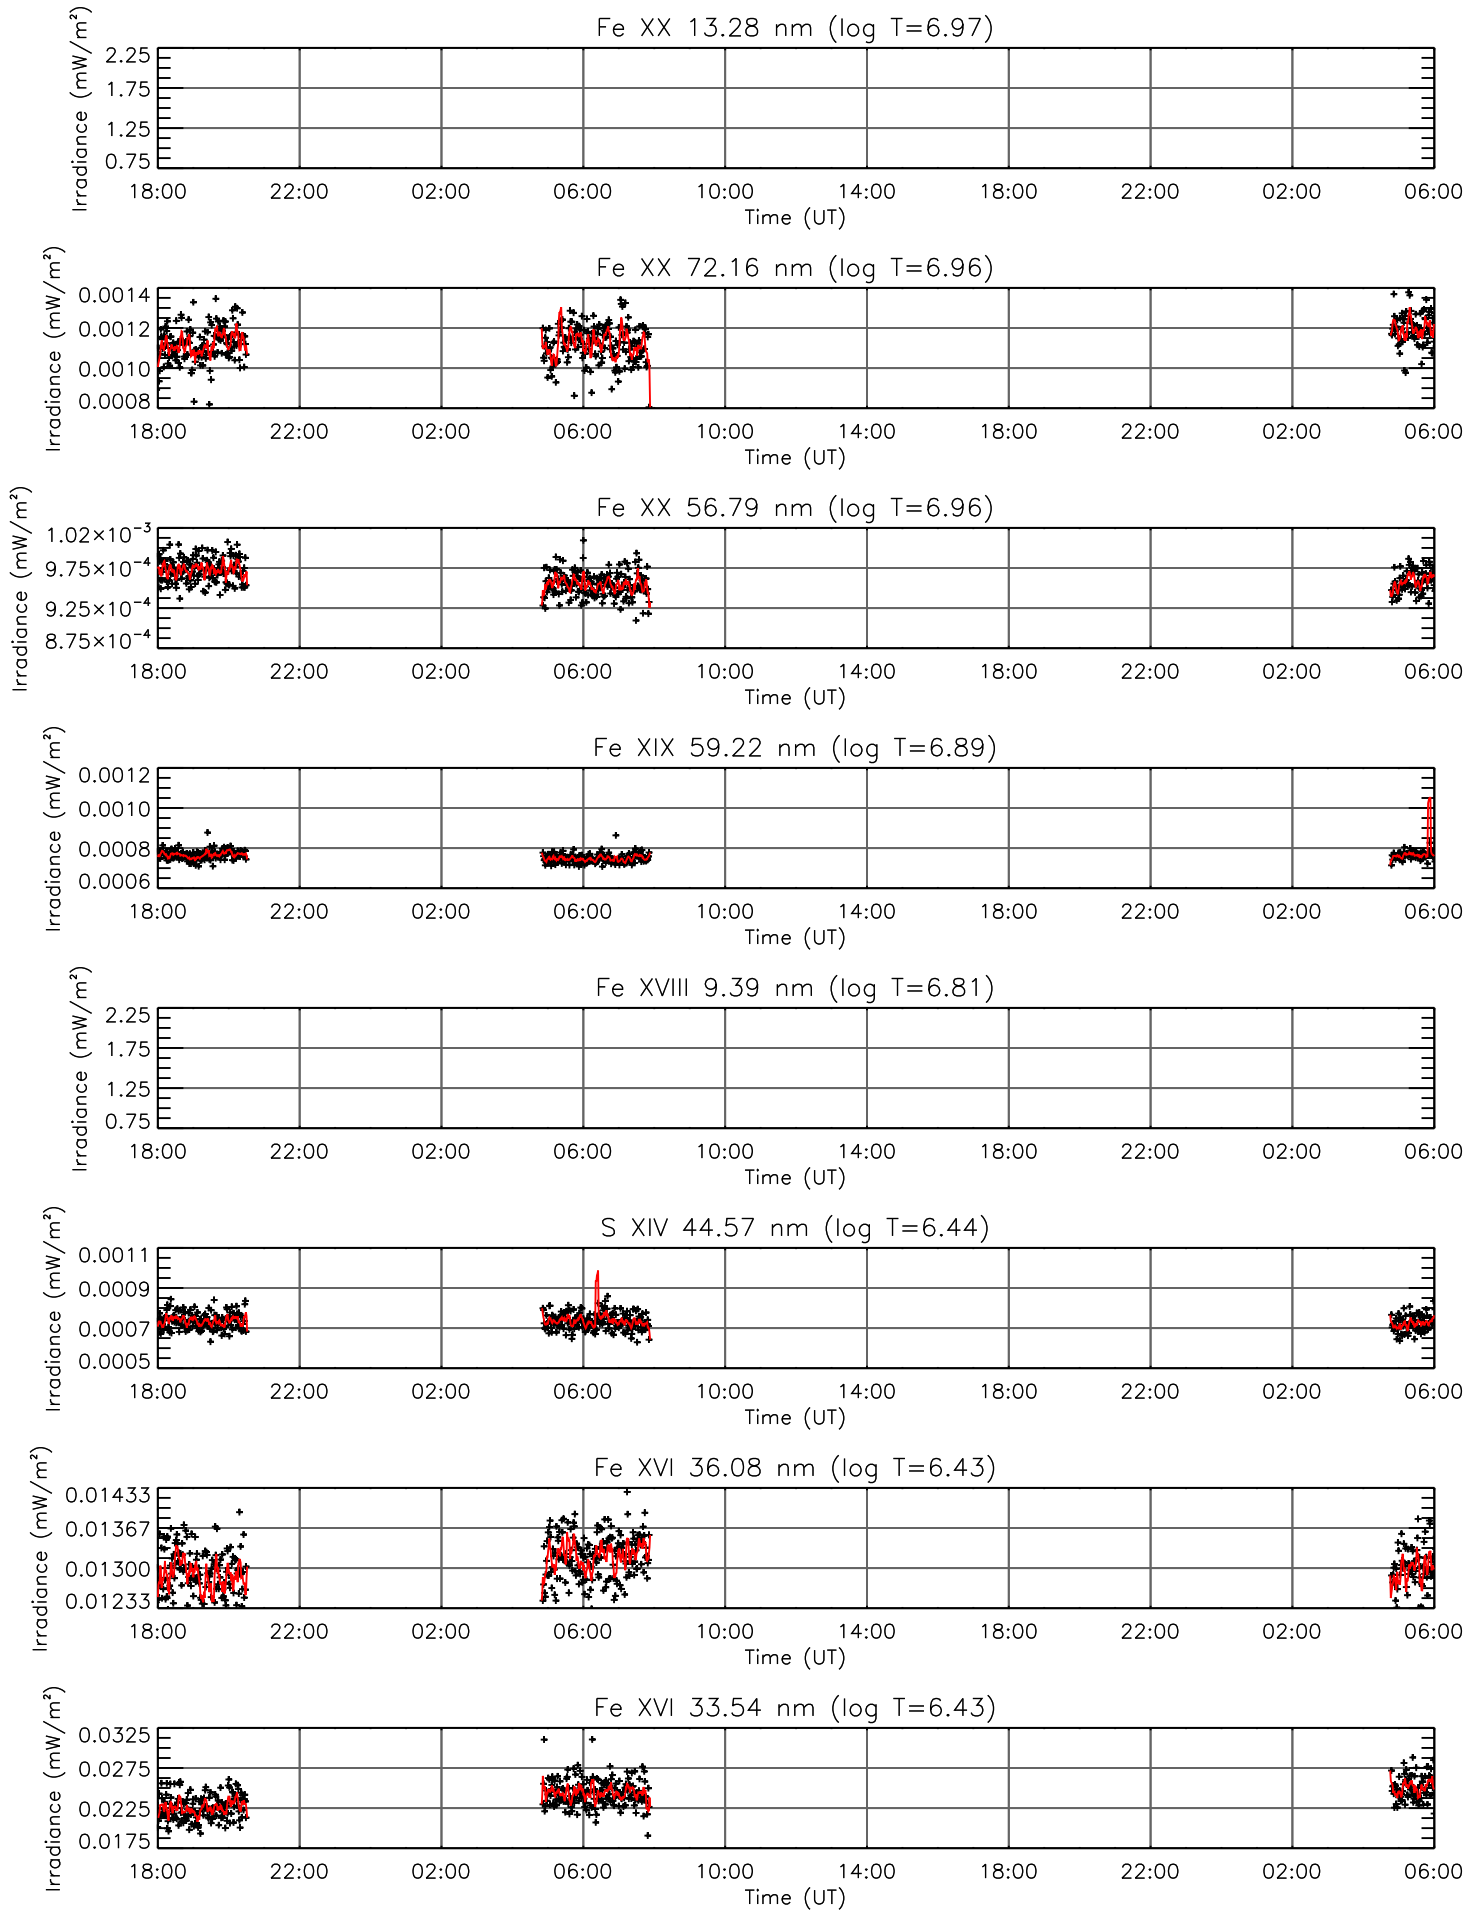 Fe XX 13.28 nm (log T=6.97)
Irradiance (mW/m²)
2.25
1.75
1.25
0.75
18:00 22:00 02:00 06:00 10:00 14:00 18:00 22:00 02:00 06:00
Time (UT)
Fe XX 72.16 nm (log T=6.96)
Irradiance (mW/m²)
0.0014
0.0012
0.0010
0.0008
18:00 22:00 02:00 06:00 10:00 14:00 18:00 22:00 02:00 06:00
Time (UT)
Fe XX 56.79 nm (log T=6.96)
Irradiance (mW/m²)
1.02×10⁻³
9.75×10⁻⁴
9.25×10⁻⁴
8.75×10⁻⁴
18:00 22:00 02:00 06:00 10:00 14:00 18:00 22:00 02:00 06:00
Time (UT)
Fe XIX 59.22 nm (log T=6.89)
Irradiance (mW/m²)
0.0012
0.0010
0.0008
0.0006
18:00 22:00 02:00 06:00 10:00 14:00 18:00 22:00 02:00 06:00
Time (UT)
Fe XVIII 9.39 nm (log T=6.81)
Irradiance (mW/m²)
2.25
1.75
1.25
0.75
18:00 22:00 02:00 06:00 10:00 14:00 18:00 22:00 02:00 06:00
Time (UT)
S XIV 44.57 nm (log T=6.44)
Irradiance (mW/m²)
0.0011
0.0009
0.0007
0.0005
18:00 22:00 02:00 06:00 10:00 14:00 18:00 22:00 02:00 06:00
Time (UT)
Fe XVI 36.08 nm (log T=6.43)
Irradiance (mW/m²)
0.01433
0.01367
0.01300
0.01233
18:00 22:00 02:00 06:00 10:00 14:00 18:00 22:00 02:00 06:00
Time (UT)
Fe XVI 33.54 nm (log T=6.43)
Irradiance (mW/m²)
0.0325
0.0275
0.0225
0.0175
18:00 22:00 02:00 06:00 10:00 14:00 18:00 22:00 02:00 06:00
Time (UT)